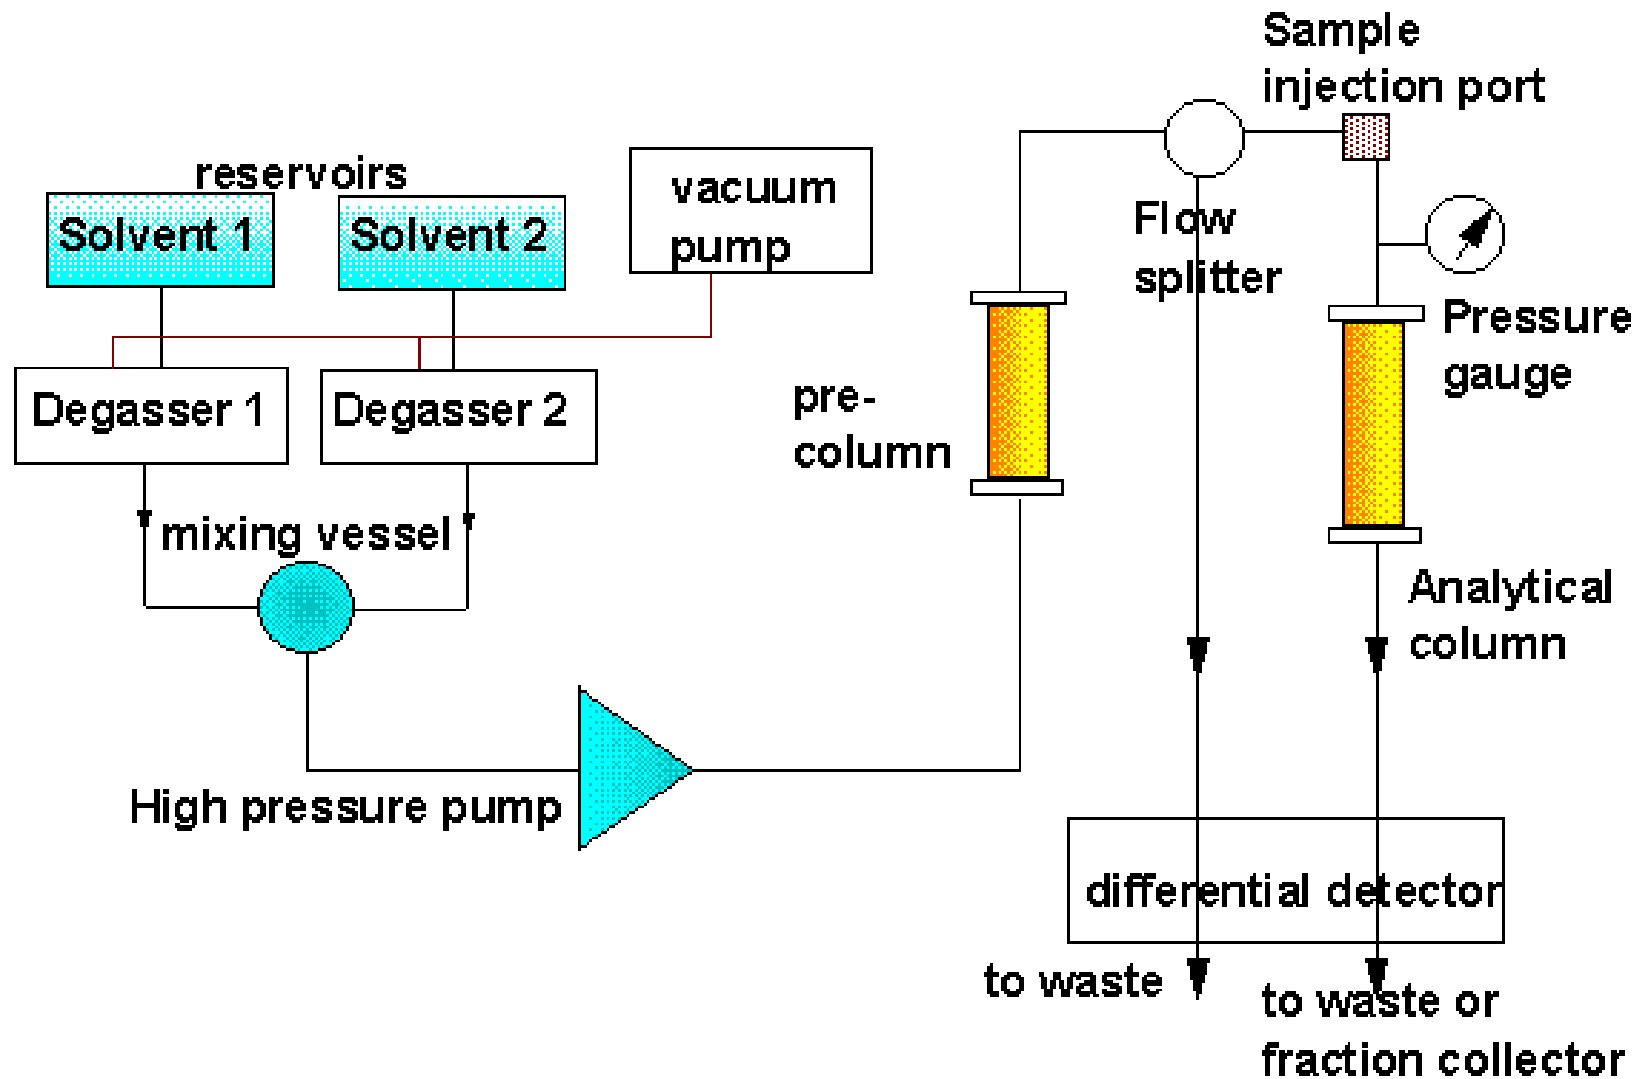 Sample
injection port
reservoirs
Solvent 1
Solvent 2
vacuum
pump
Flow
splitter
Pressure
gauge
Degasser 1
Degasser 2
pre-
column
mixing vessel
Analytical
column
High pressure pump
differential detector
to waste
to waste or
fraction collector